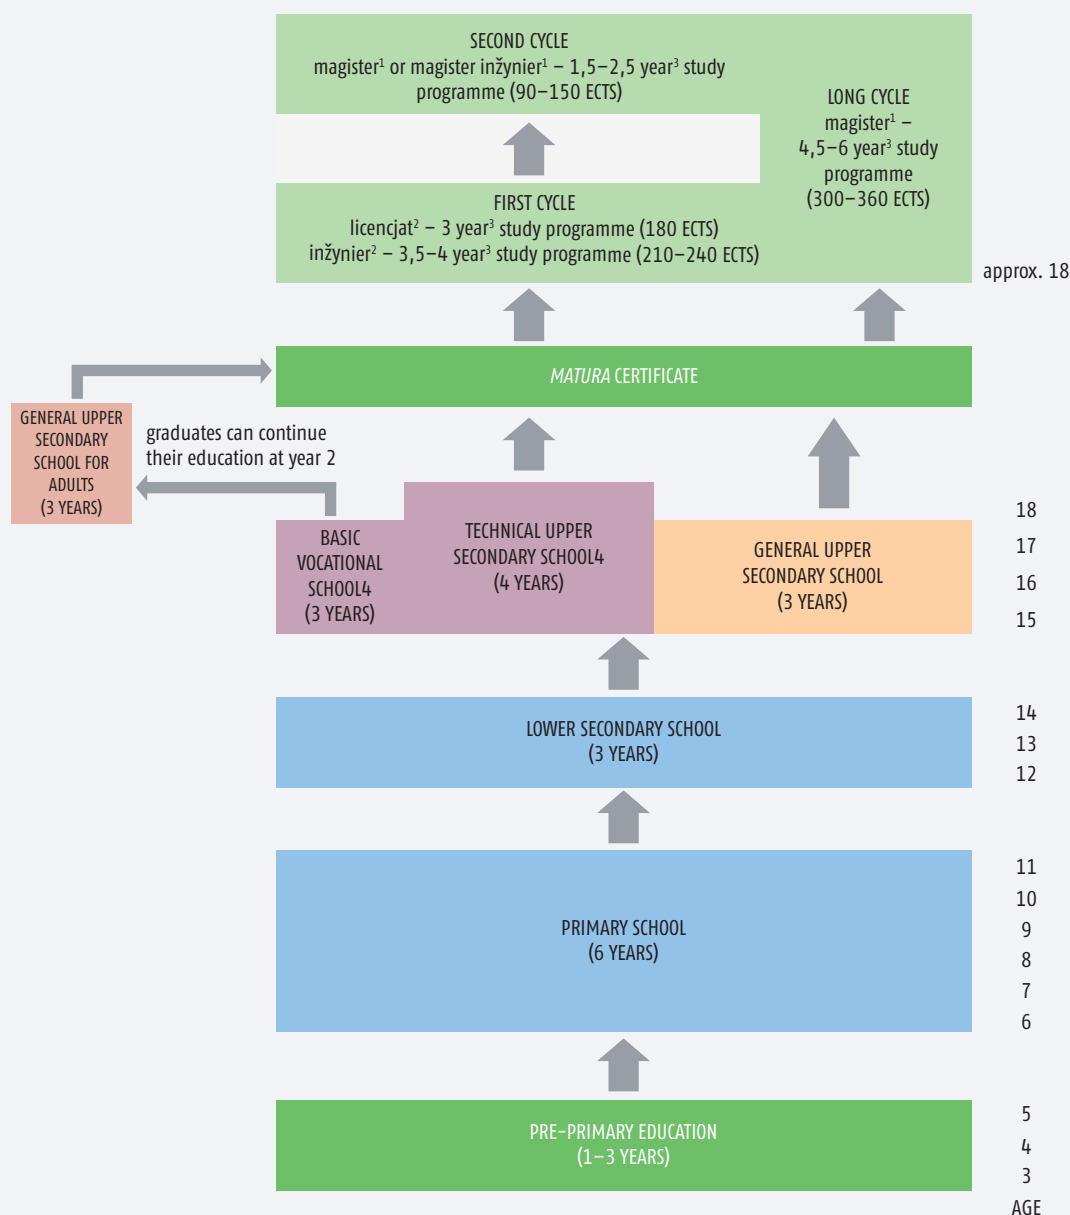 SECOND CYCLE
magister¹ or magister inžynier¹ – 1,5–2,5 year³ study
programme (90–150 ECTS)
LONG CYCLE
magister¹ –
4,5–6 year³ study
programme
(300–360 ECTS)
FIRST CYCLE
licencjat² – 3 year³ study programme (180 ECTS)
inžynier² – 3,5–4 year³ study programme (210–240 ECTS)
approx. 18
MATURA CERTIFICATE
GENERAL UPPER
SECONDARY
SCHOOL FOR
ADULTS
(3 YEARS)
graduates can continue
their education at year 2
BASIC
VOCATIONAL
SCHOOL4
(3 YEARS)
TECHNICAL UPPER
SECONDARY SCHOOL4
(4 YEARS)
GENERAL UPPER
SECONDARY SCHOOL
(3 YEARS)
18
17
16
15
LOWER SECONDARY SCHOOL
(3 YEARS)
14
13
12
PRIMARY SCHOOL
(6 YEARS)
11
10
9
8
7
6
PRE-PRIMARY EDUCATION
(1–3 YEARS)
5
4
3
AGE